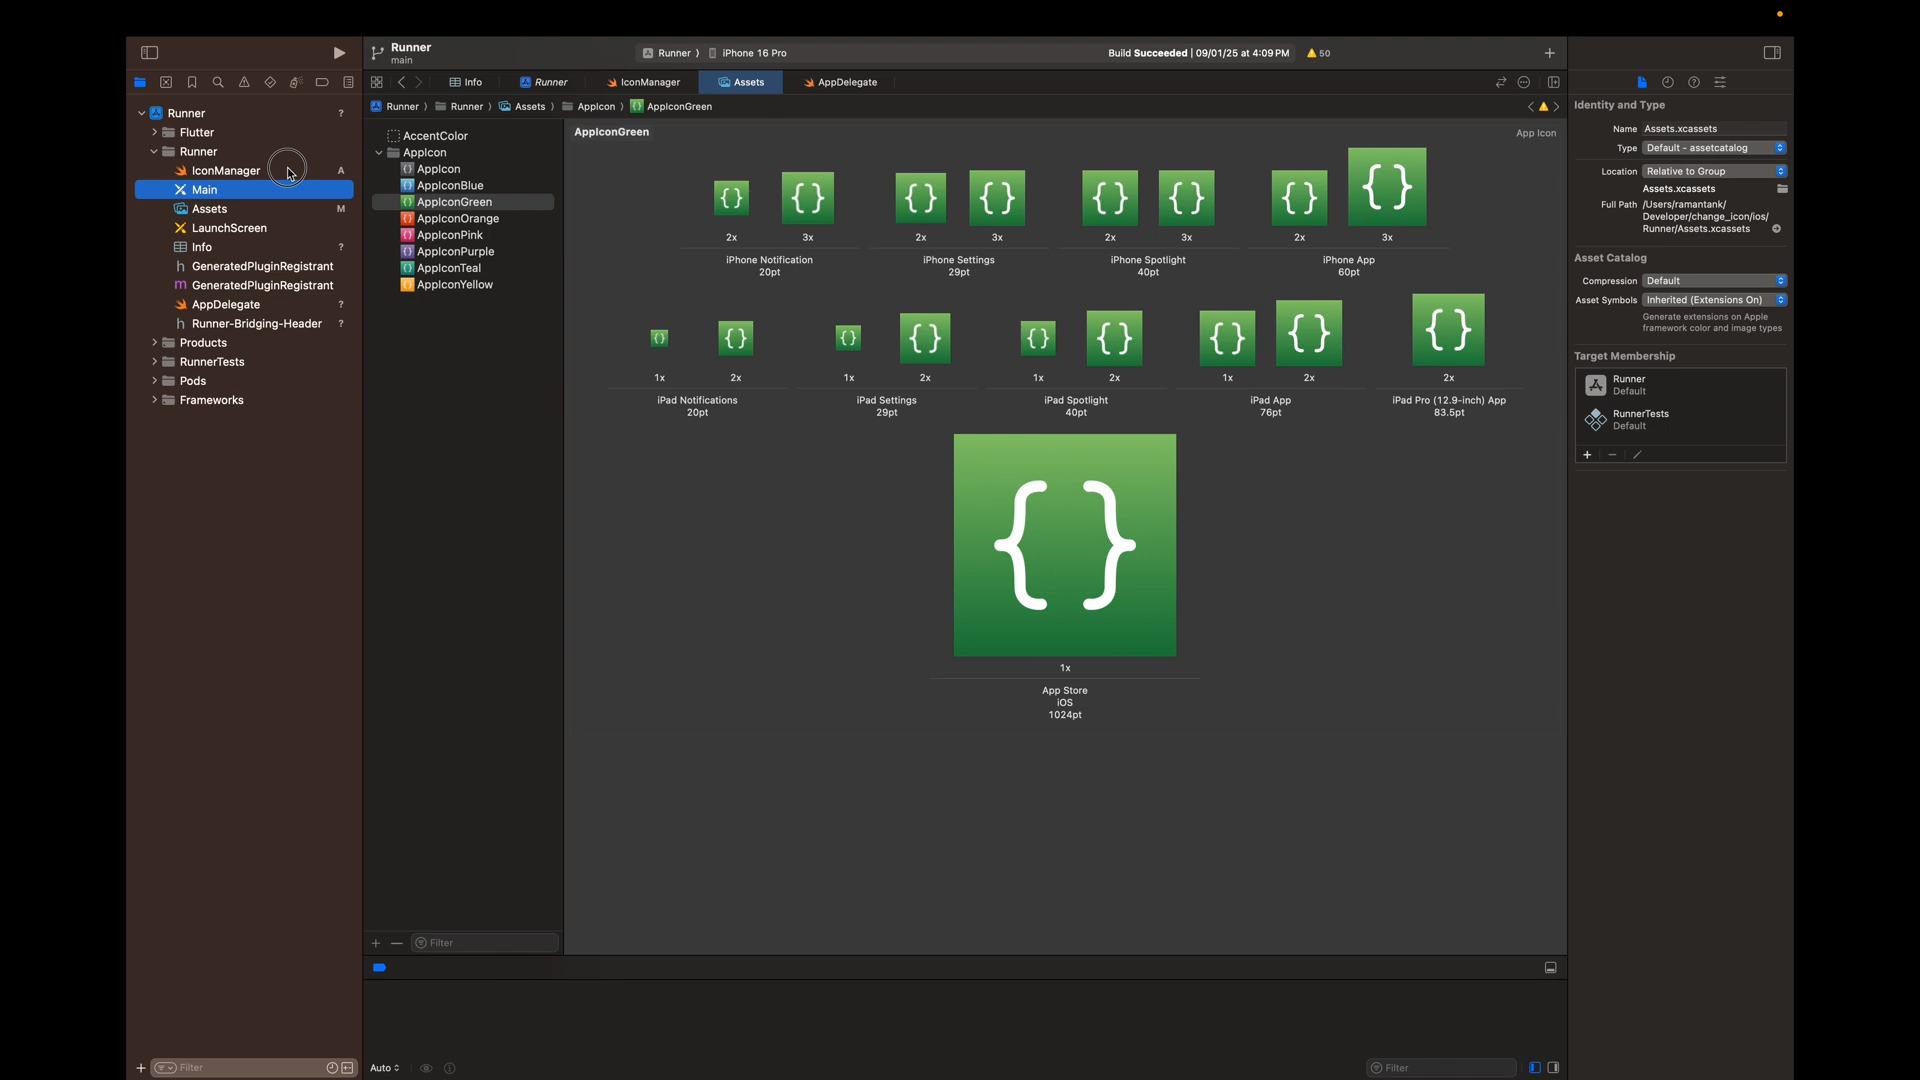 Runner
main
Runner
iPhone 16 Pro
Build Succeeded | 09/01/25 at 4:09 PM
50
Info
Runner
IconManager
Assets
AppDelegate
Runner
Runner
Assets
AppIcon
AppIconGreen
Runner
?
Flutter
Runner
IconManager
A
Main
Assets
M
LaunchScreen
Info
?
GeneratedPluginRegistrant
GeneratedPluginRegistrant
AppDelegate
?
Runner-Bridging-Header
?
Products
RunnerTests
Pods
Frameworks
Filter
AccentColor
AppIcon
AppIcon
AppIconBlue
AppIconGreen
AppIconOrange
AppIconPink
AppIconPurple
AppIconTeal
AppIconYellow
Filter
AppIconGreen
App Icon
2x
3x
2x
3x
2x
3x
2x
3x
iPhone Notification
20pt
iPhone Settings
29pt
iPhone Spotlight
40pt
iPhone App
60pt
1x
2x
1x
2x
1x
2x
1x
2x
2x
iPad Notifications
20pt
iPad Settings
29pt
iPad Spotlight
40pt
iPad App
76pt
iPad Pro (12.9-inch) App
83.5pt
1x
App Store
iOS
1024pt
Auto
Filter
Identity and Type
Name Assets.xcassets
Type Default - assetcatalog
Location Relative to Group
Assets.xcassets
Full Path /Users/ramantank/
Developer/change_icon/ios/
Runner/Assets.xcassets
Asset Catalog
Compression Default
Asset Symbols Inherited (Extensions On)
Generate extensions on Apple
framework color and image types
Target Membership
Runner
Default
RunnerTests
Default